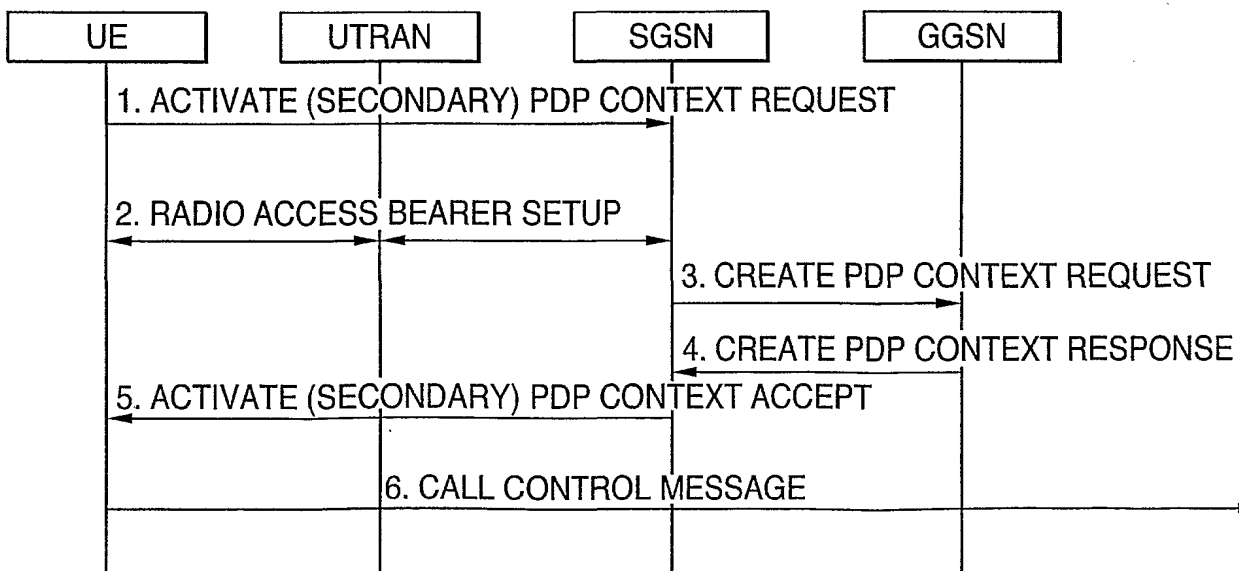 UE UTRAN SGSN GGSN
1. ACTIVATE (SECONDARY) PDP CONTEXT REQUEST
2. RADIO ACCESS BEARER SETUP
3. CREATE PDP CONTEXT REQUEST
4. CREATE PDP CONTEXT RESPONSE
5. ACTIVATE (SECONDARY) PDP CONTEXT ACCEPT
6. CALL CONTROL MESSAGE